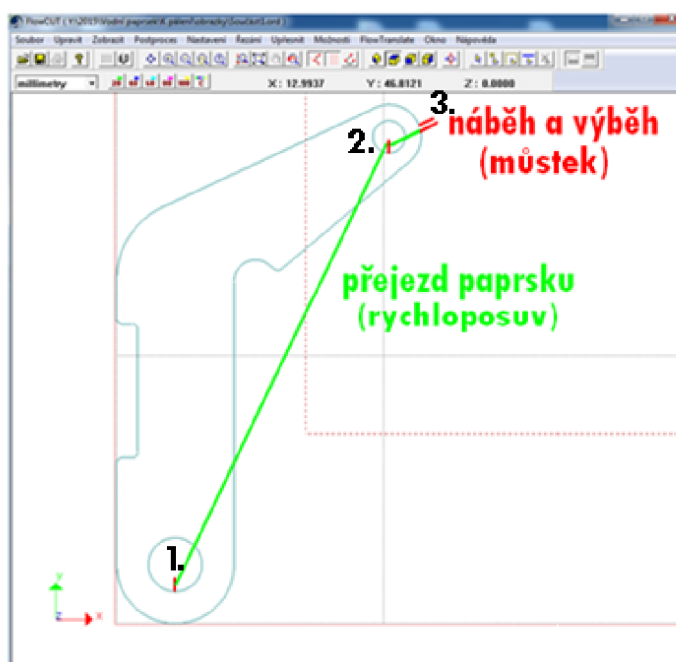 FlowCUT ( Y:\2019\Vodní paprsek\K pálení\obrazky\Součást1.ord )
Soubor Upravit Zobrazit Postproces Nastavení Řezání Upřesnit Možnosti FlowTranslate Okno Nápověda
millimetry X: 12.9937 Y: 46.8121 Z: 0.0000
3.
náběh a výběh
2.
(můstek)
přejezd paprsku
(rychloposuv)
1.
y
z x